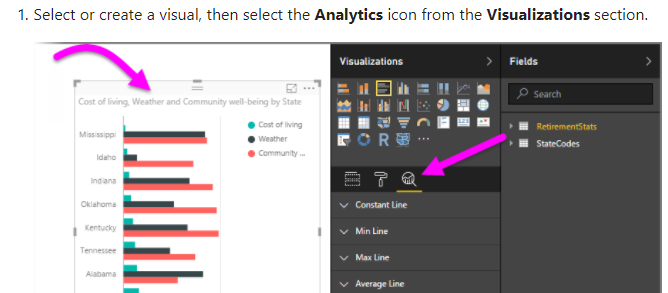 1. Select or create a visual, then select the Analytics icon from the Visualizations section.
Visualizations
Fields
Cost of living, Weather and Community well-being by State
Search
Cost of living
Weather
Community ...
RetirementStats
StateCodes
Mississippi
Idaho
Indiana
Oklahoma
Kentucky
Tennessee
Alabama
R
Constant Line
Min Line
Max Line
Average Line